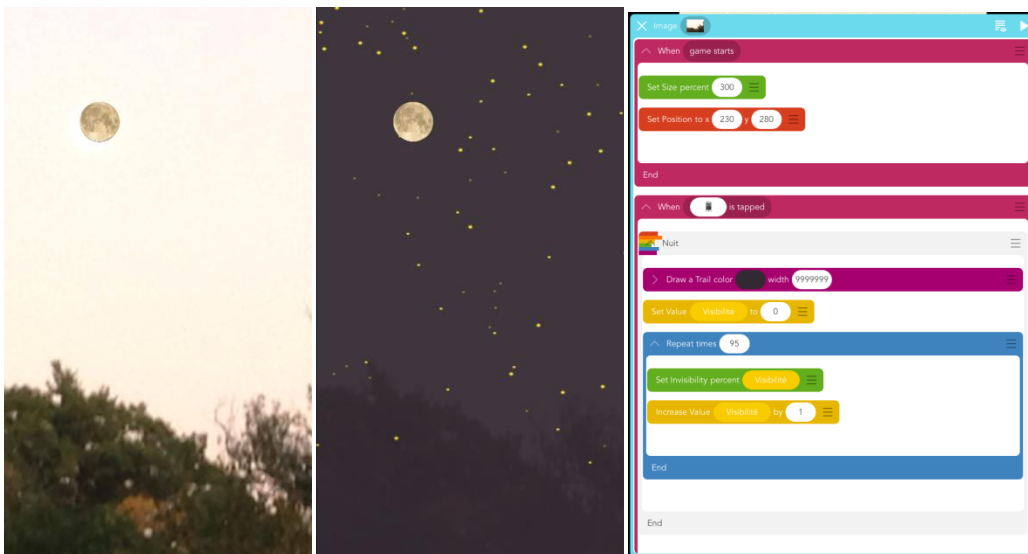 Image
When game starts
Set Size percent 300
Set Position to x 230 y 280
End
When is tapped
Nuit
Draw a Trail color width 9999999
Set Value Visibilité to 0
Repeat times 95
Set Invisibility percent Visibilité
Increase Value Visibilité by 1
End
End